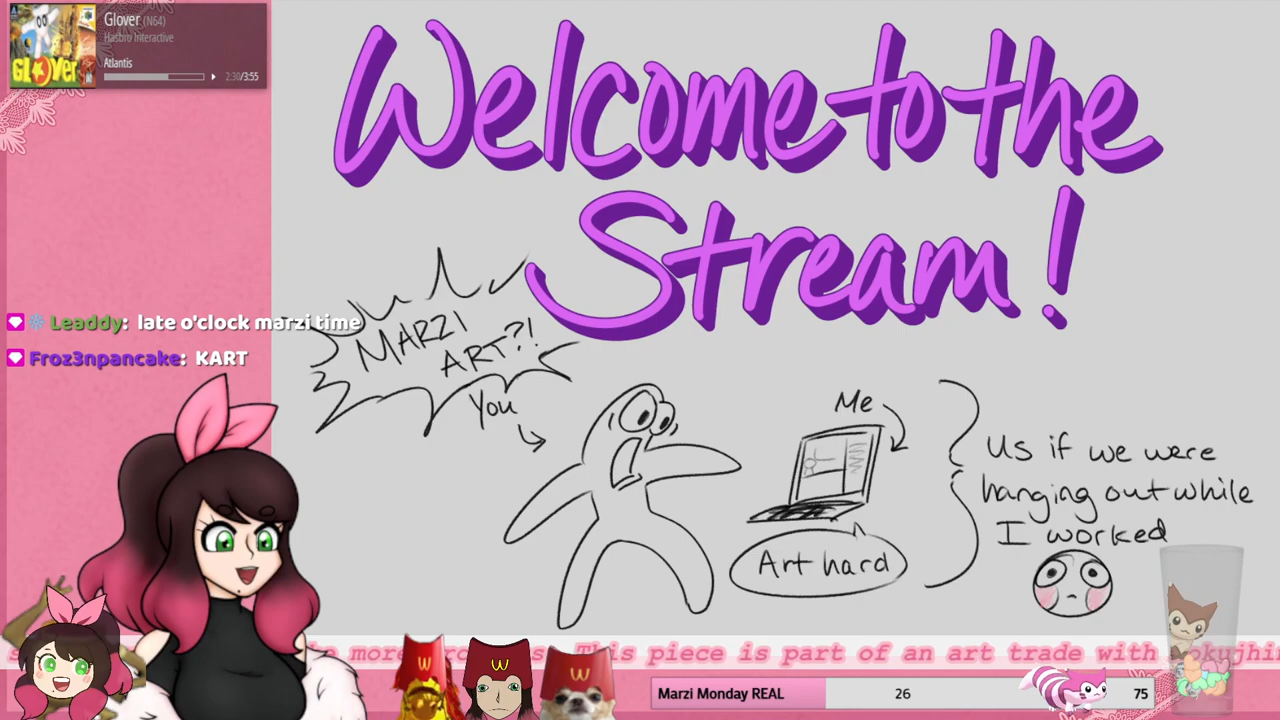 Glover (N64)
Hasbro Interactive
Atlantis
2:30/3:55
GLOVER
Welcome to the
Stream!
Leaddy: late o'clock marzi time
Froz3npancake: KART
MARZI
ART?!
You
Me
Us if we were
hanging out while
I worked
Art hard
This piece is part of an art trade with
Marzi Monday REAL 26 75